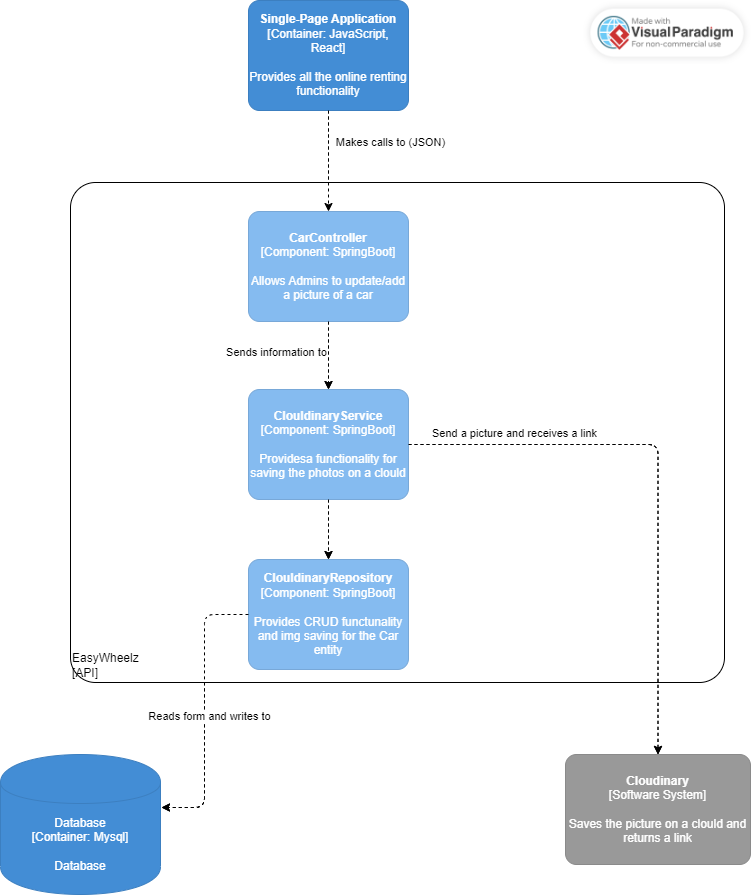 Single-Page Application
[Container: JavaScript,
React]
Provides all the online renting
functionality
Made with
VisualParadigm
For non-commercial use
Makes calls to (JSON)
CarController
[Component: SpringBoot]
Allows Admins to update/add
a picture of a car
Sends information to
ClouldinaryService
[Component: SpringBoot]
Providesa functionality for
saving the photos on a clould
Send a picture and receives a link
ClouldinaryRepository
[Component: SpringBoot]
Provides CRUD functunality
and img saving for the Car
entity
EasyWheelz
[API]
Reads form and writes to
Database
[Container: Mysql]
Database
Cloudinary
[Software System]
Saves the picture on a clould and
returns a link